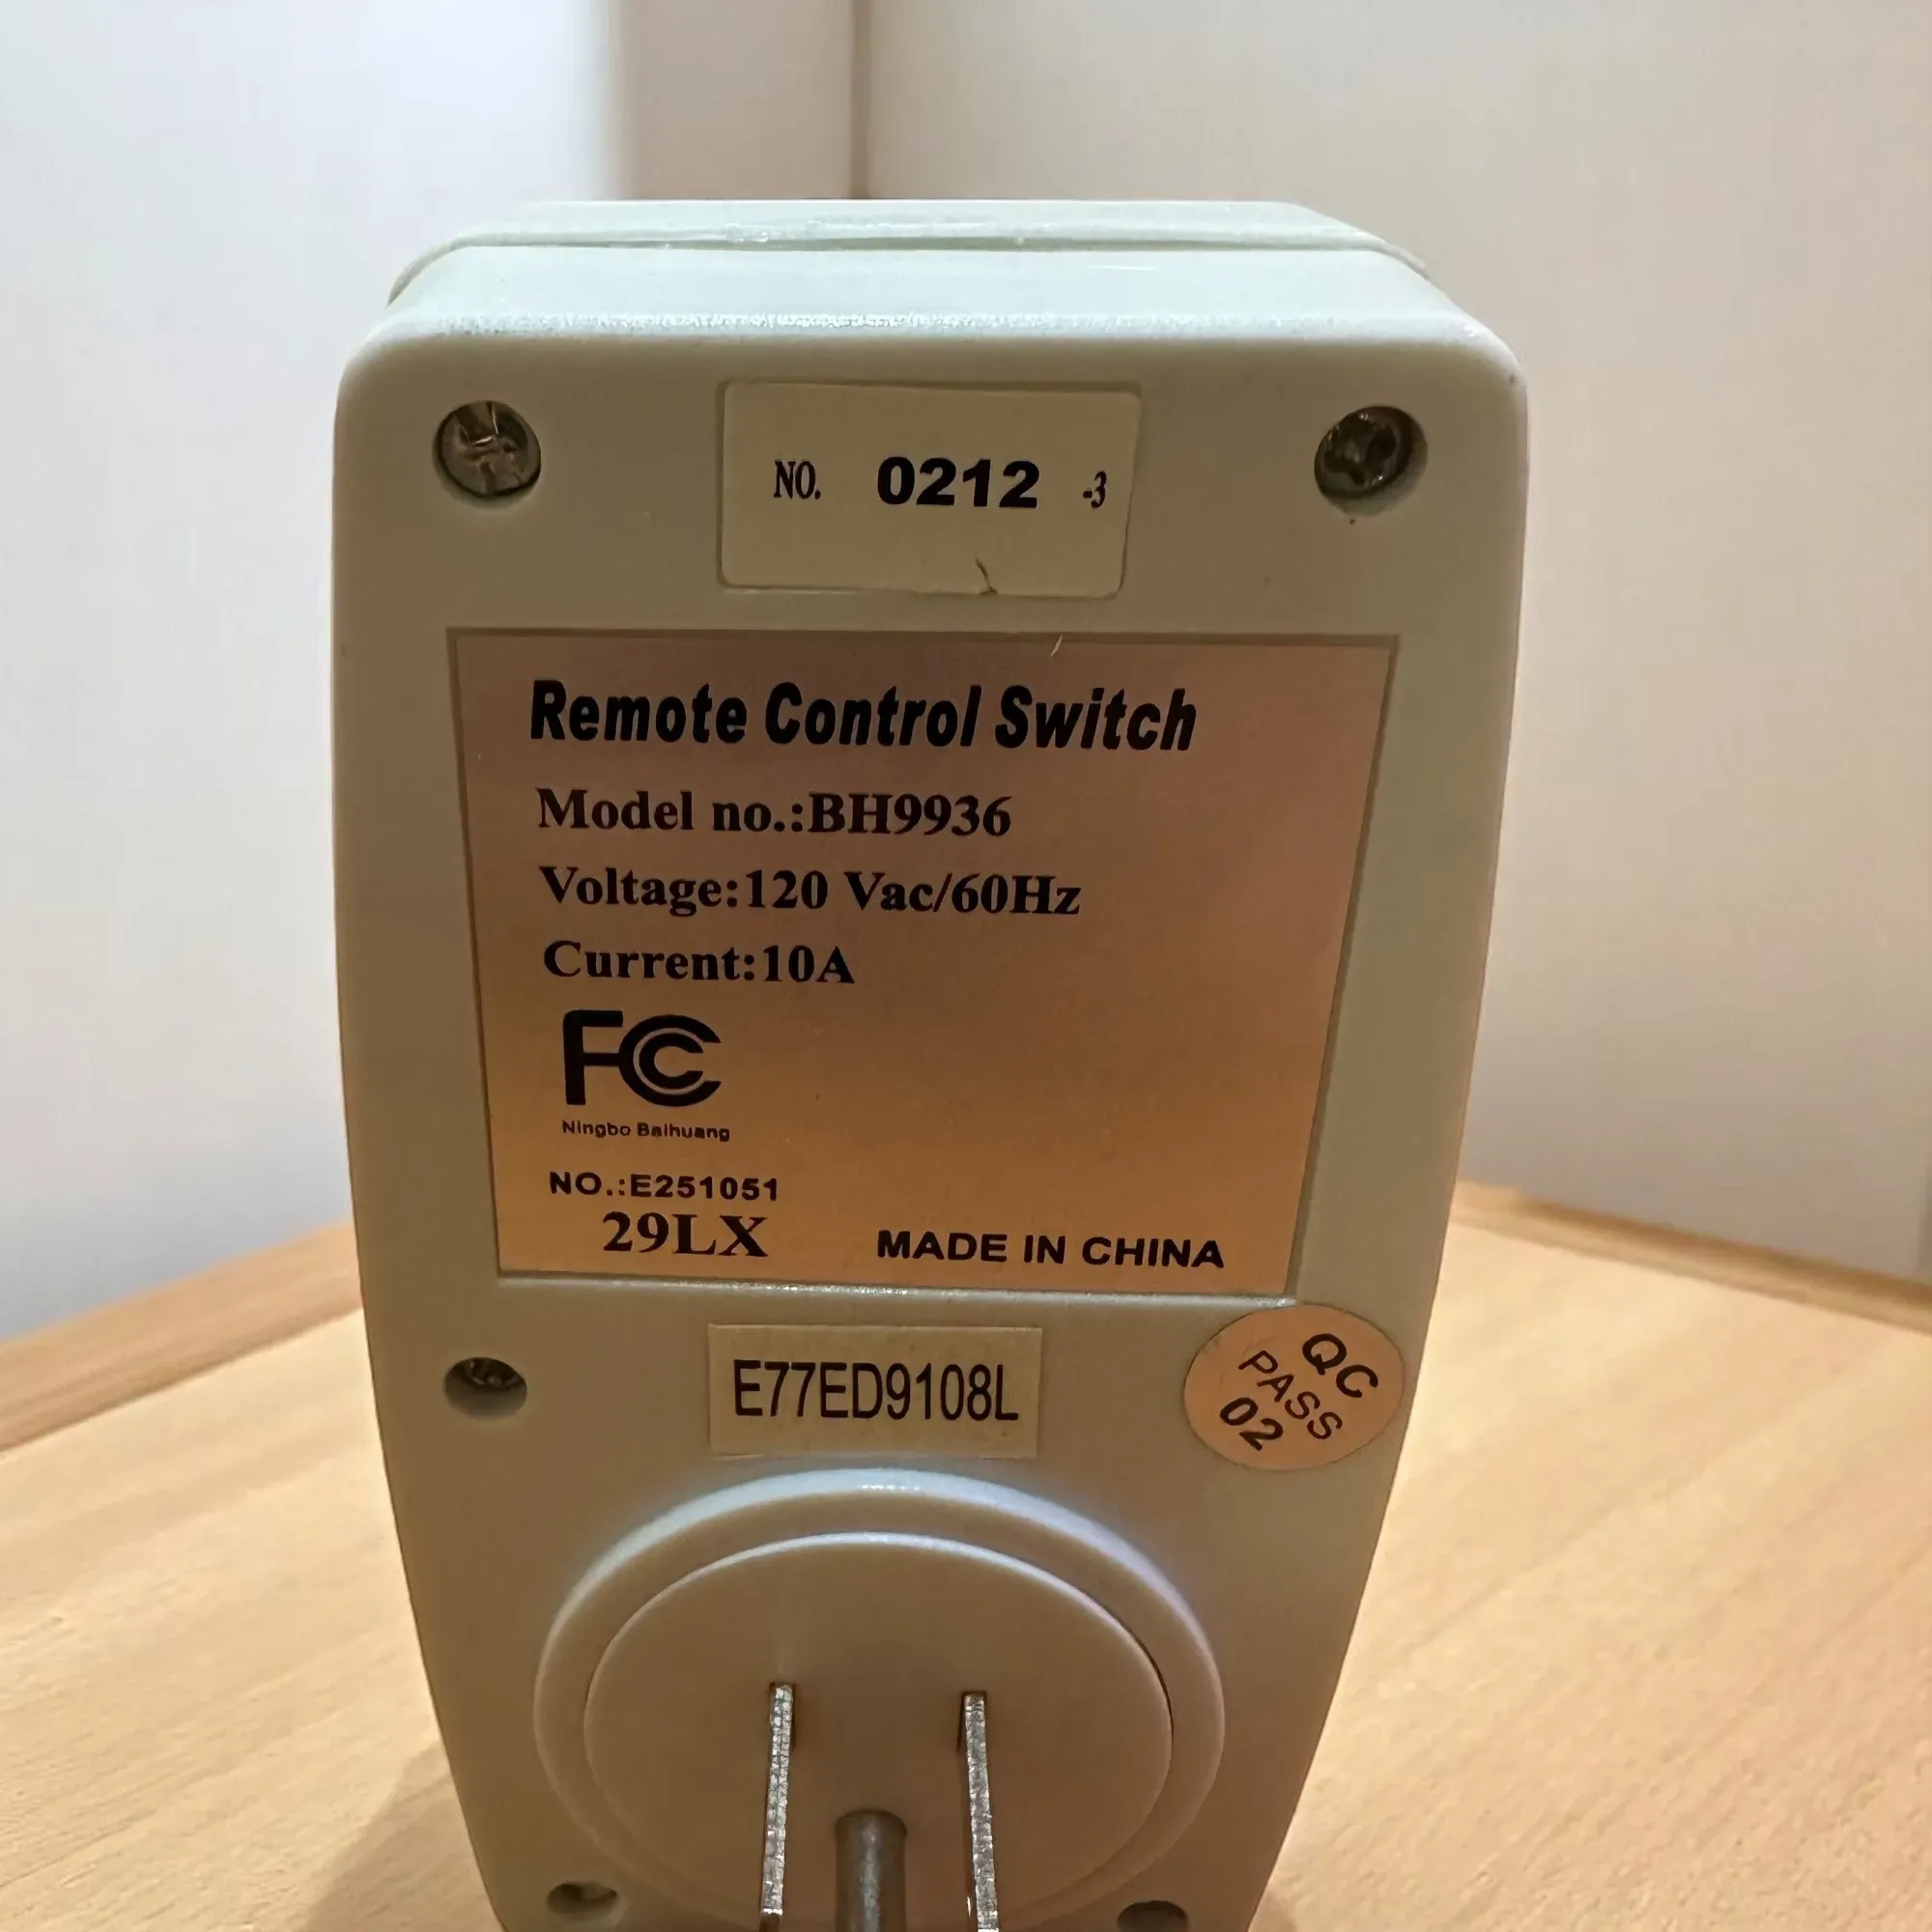 NO. 0212 -3
Remote Control Switch
Model no.:BH9936
Voltage:120 Vac/60Hz
Current:10A
FC
Ningbo Baihuang
NO.:E251051
29LX MADE IN CHINA
E77ED9108L
QC
PASS
02